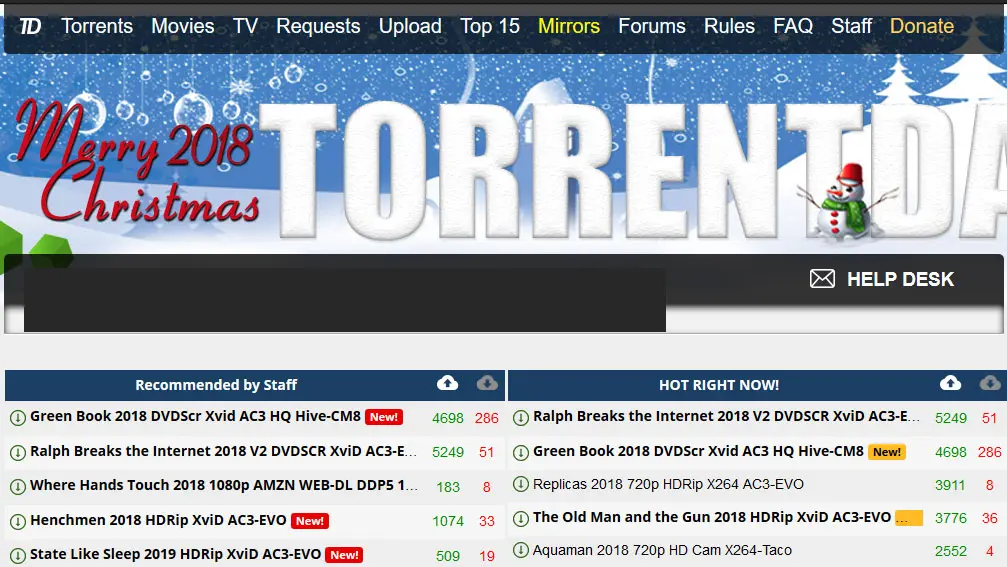 TD Torrents Movies TV Requests Upload Top 15 Mirrors Forums Rules FAQ Staff Donate
Merry 2018
Christmas
TORRENTDA
HELP DESK
Recommended by Staff
Green Book 2018 DVDScr Xvid AC3 HQ Hive-CM8 New! 4698 286
Ralph Breaks the Internet 2018 V2 DVDSCR XviD AC3-E... 5249 51
Where Hands Touch 2018 1080p AMZN WEB-DL DDP5 1... 183 8
Henchmen 2018 HDRip XviD AC3-EVO New! 1074 33
State Like Sleep 2019 HDRip XviD AC3-EVO New! 509 19
HOT RIGHT NOW!
Ralph Breaks the Internet 2018 V2 DVDSCR XviD AC3-E... 5249 51
Green Book 2018 DVDScr Xvid AC3 HQ Hive-CM8 New! 4698 286
Replicas 2018 720p HDRip X264 AC3-EVO 3911 8
The Old Man and the Gun 2018 HDRip XviD AC3-EVO ... 3776 36
Aquaman 2018 720p HD Cam X264-Taco 2552 4